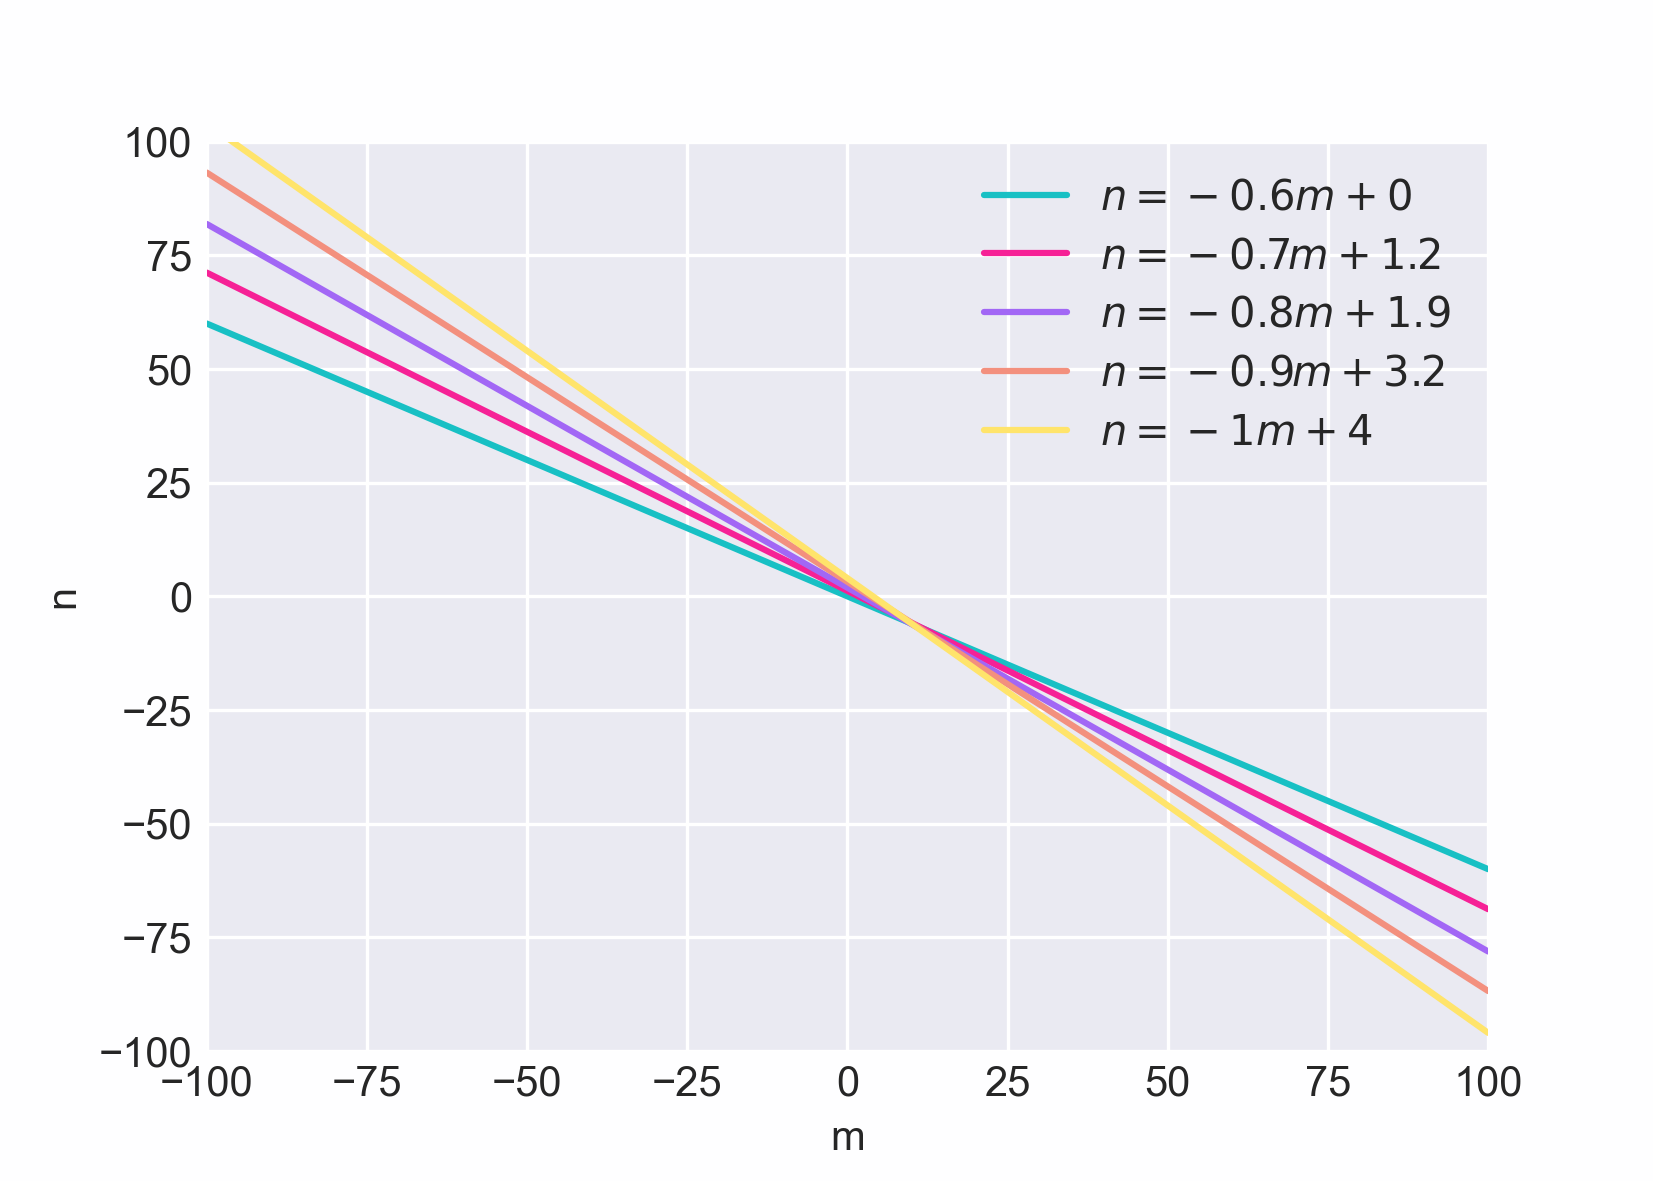 100
75
50
25
0
−25
−50
−75
−100
n
n = − 0.6m + 0
n = − 0.7m + 1.2
n = − 0.8m + 1.9
n = − 0.9m + 3.2
n = − 1m + 4
−100 −75 −50 −25 0 25 50 75 100
m